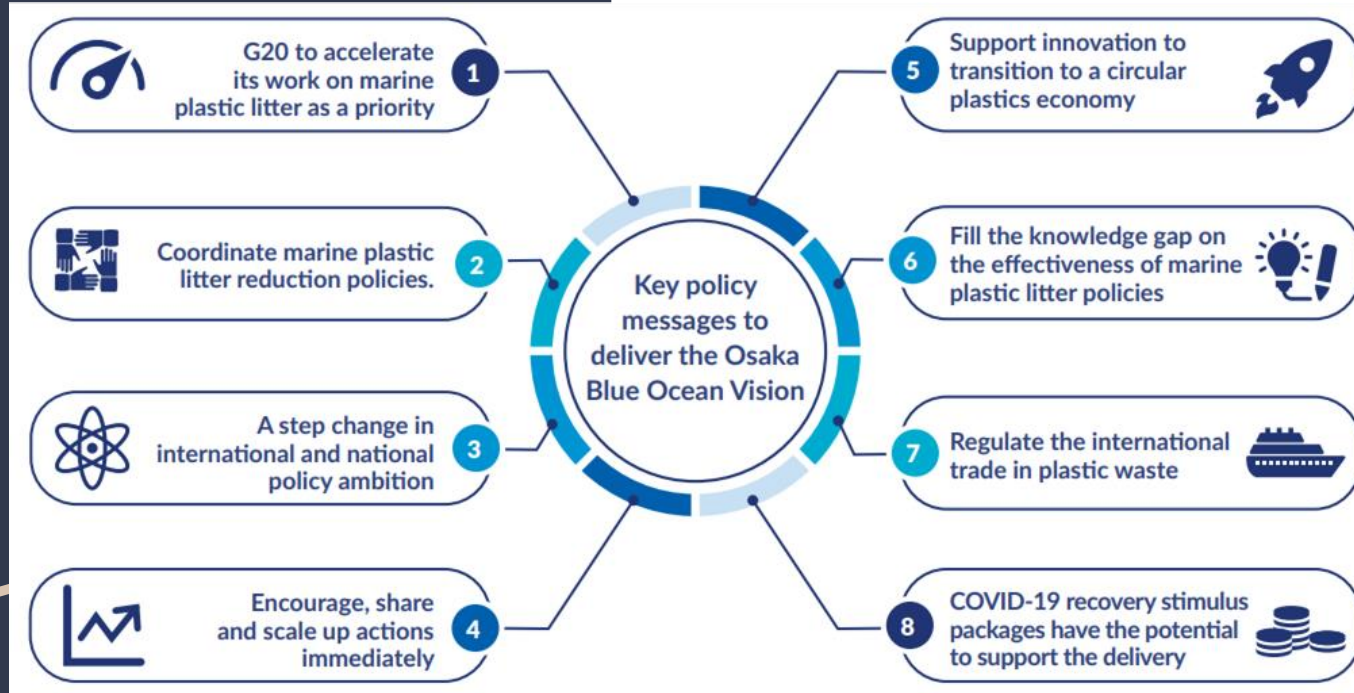 G20 to accelerate
its work on marine
plastic litter as a priority
1
Coordinate marine plastic
litter reduction policies.
2
A step change in
international and national
policy ambition
3
Encourage, share
and scale up actions
immediately
4
Key policy
messages to
deliver the Osaka
Blue Ocean Vision
5
Support innovation to
transition to a circular
plastics economy
6
Fill the knowledge gap on
the effectiveness of marine
plastic litter policies
7
Regulate the international
trade in plastic waste
8
COVID-19 recovery stimulus
packages have the potential
to support the delivery